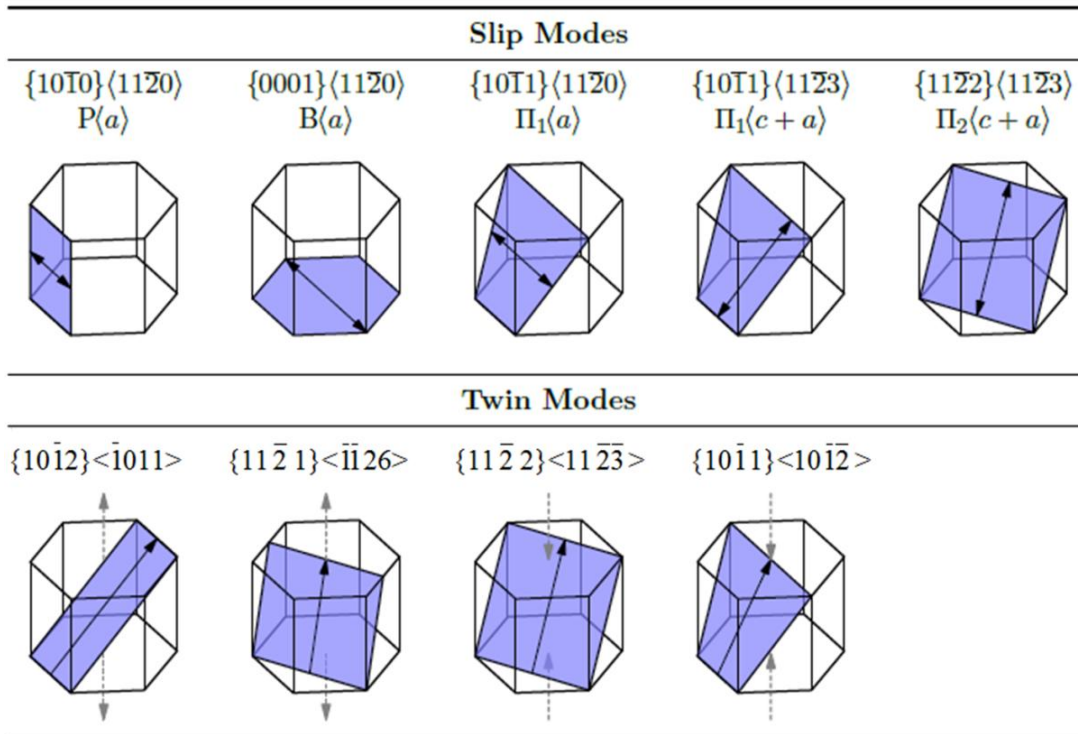 Slip Modes
{101̄0}⟨112̄0⟩ {0001}⟨112̄0⟩ {101̄1}⟨112̄0⟩ {101̄1}⟨112̄3⟩ {112̄2}⟨112̄3⟩
P⟨a⟩ B⟨a⟩ Π₁⟨a⟩ Π₁⟨c + a⟩ Π₂⟨c + a⟩
Twin Modes
{101̄2}<1̄011> {112̄ 1}<1̄1̄26> {112̄ 2}<112̄3̄> {101̄1}<101̄2̄>